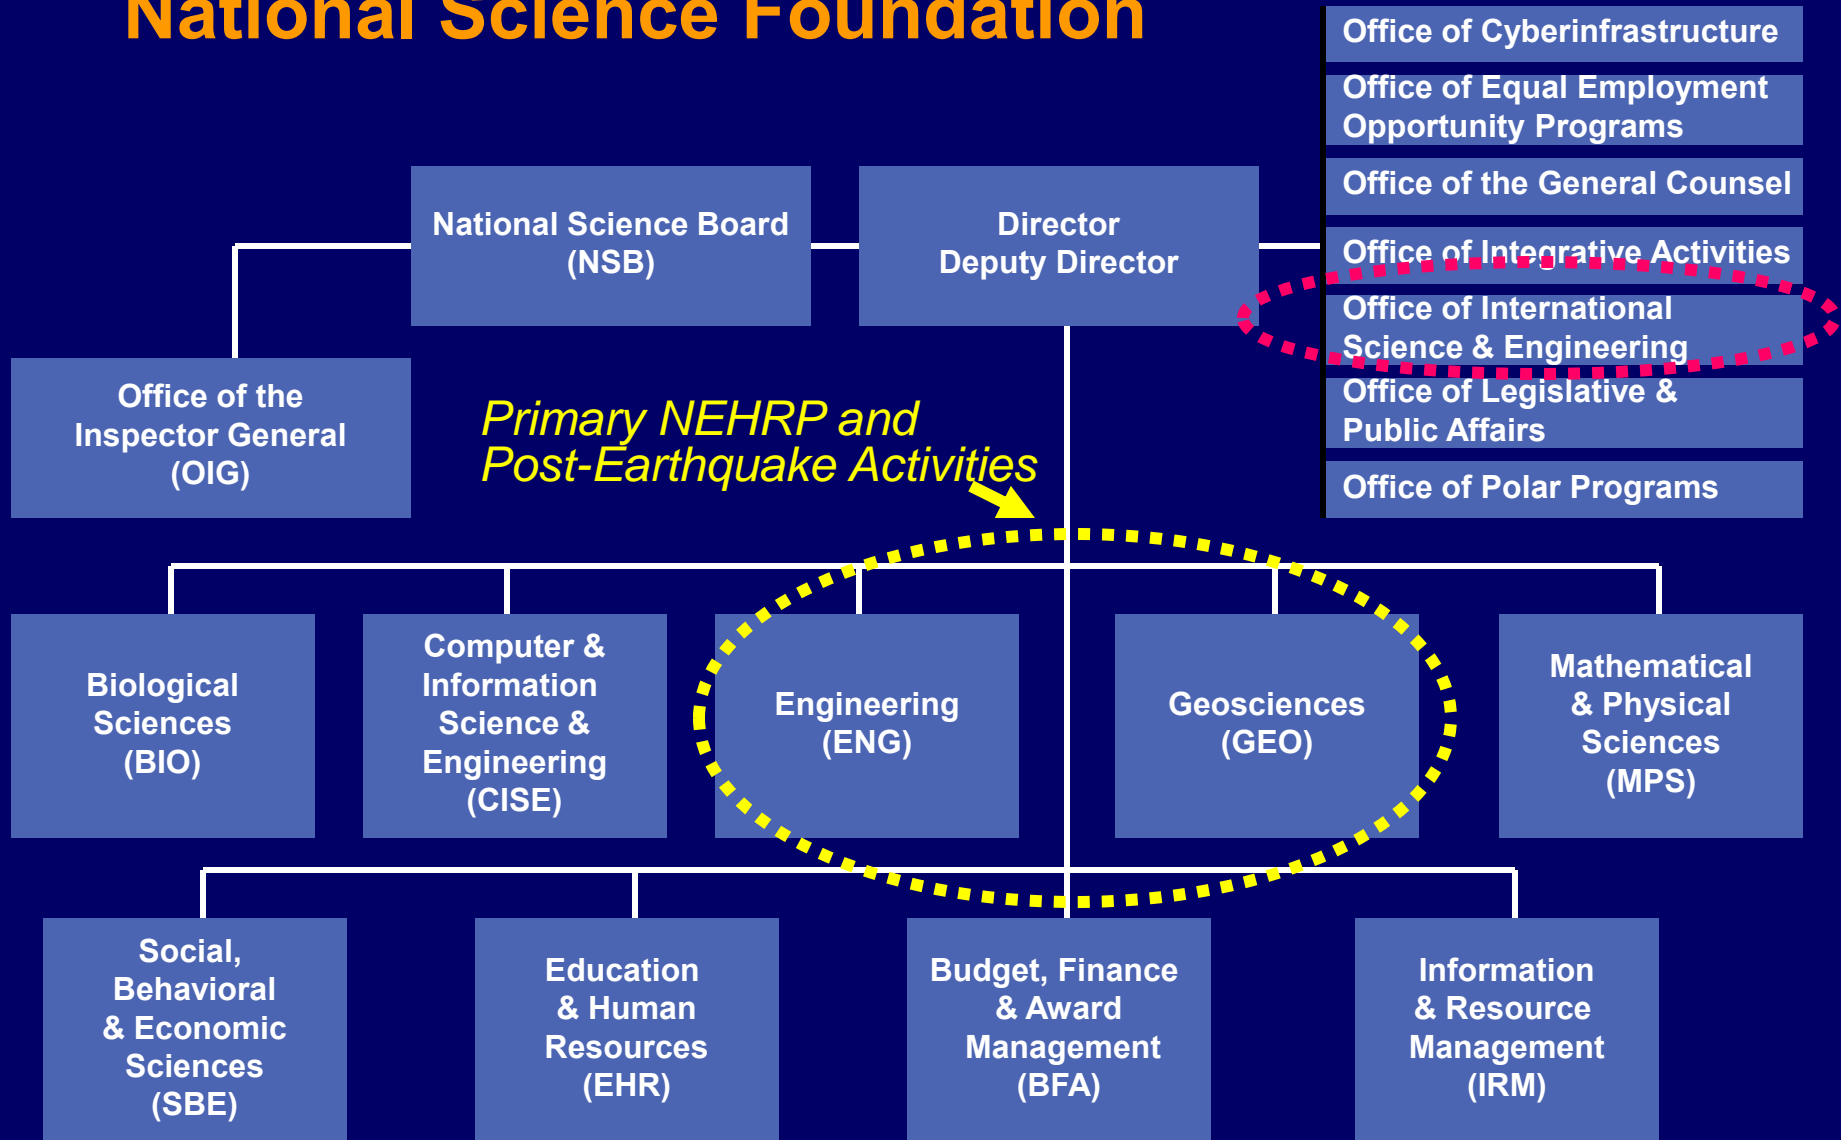 National Science Foundation
Office of Cyberinfrastructure
Office of Equal Employment
Opportunity Programs
Office of the General Counsel
Office of Integrative Activities
Office of International
Science & Engineering
Office of Legislative &
Public Affairs
Office of Polar Programs
National Science Board
(NSB)
Director
Deputy Director
Office of the
Inspector General
(OIG)
Primary NEHRP and
Post-Earthquake Activities
Biological
Sciences
(BIO)
Computer &
Information
Science &
Engineering
(CISE)
Engineering
(ENG)
Geosciences
(GEO)
Mathematical
& Physical
Sciences
(MPS)
Social,
Behavioral
& Economic
Sciences
(SBE)
Education
& Human
Resources
(EHR)
Budget, Finance
& Award
Management
(BFA)
Information
& Resource
Management
(IRM)